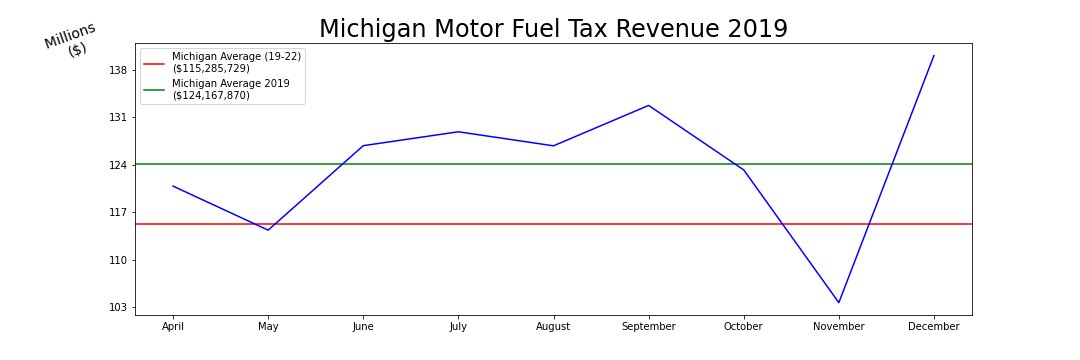 Michigan Motor Fuel Tax Revenue 2019
Millions
($)
Michigan Average (19-22)
($115,285,729)
Michigan Average 2019
($124,167,870)
138
131
124
117
110
103
April May June July August September October November December